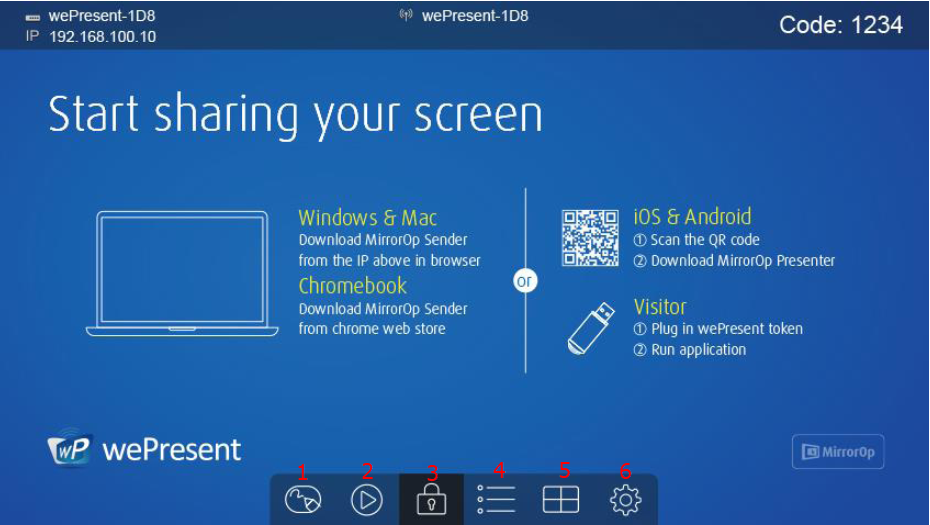 wePresent-1D8
IP 192.168.100.10
wePresent-1D8
Code: 1234
Start sharing your screen
Windows & Mac
Download MirrorOp Sender
from the IP above in browser
Chromebook
Download MirrorOp Sender
from chrome web store
or
iOS & Android
① Scan the QR code
② Download MirrorOp Presenter
Visitor
① Plug in wePresent token
② Run application
wP wePresent
MirrorOp
1 2 3 4 5 6